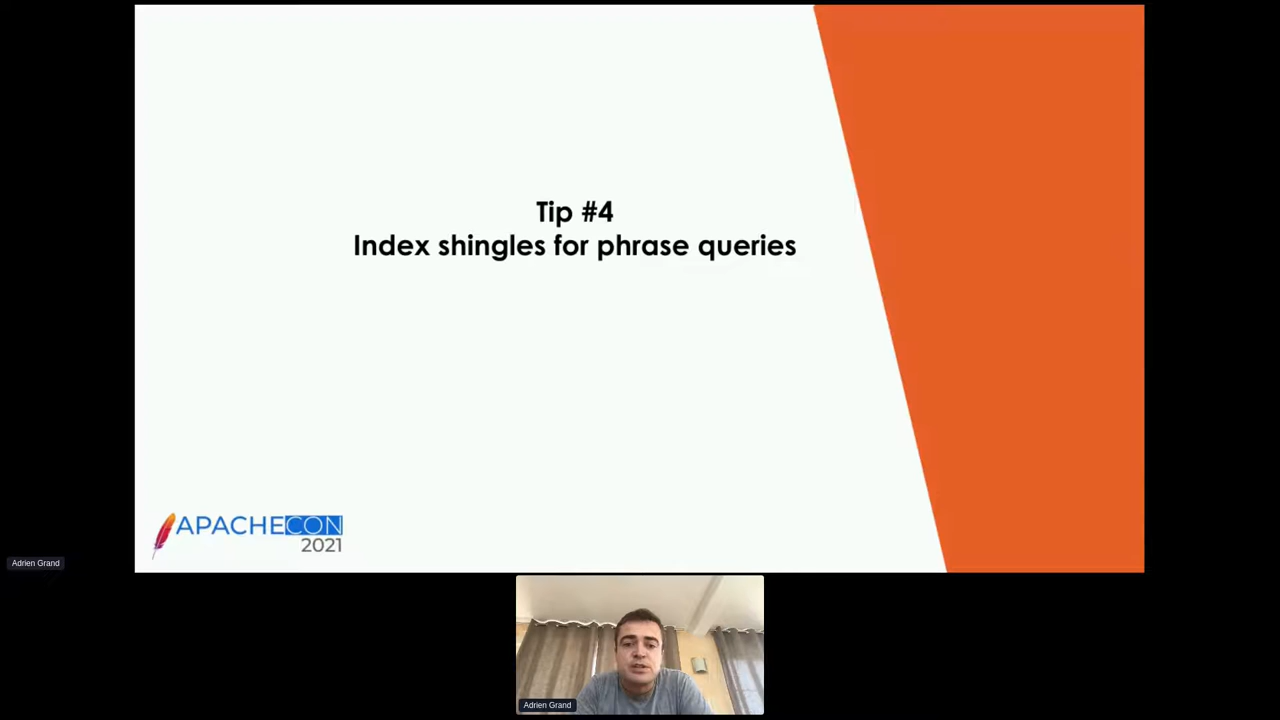 Tip #4
Index shingles for phrase queries
APACHECON
2021
Adrien Grand
Adrien Grand